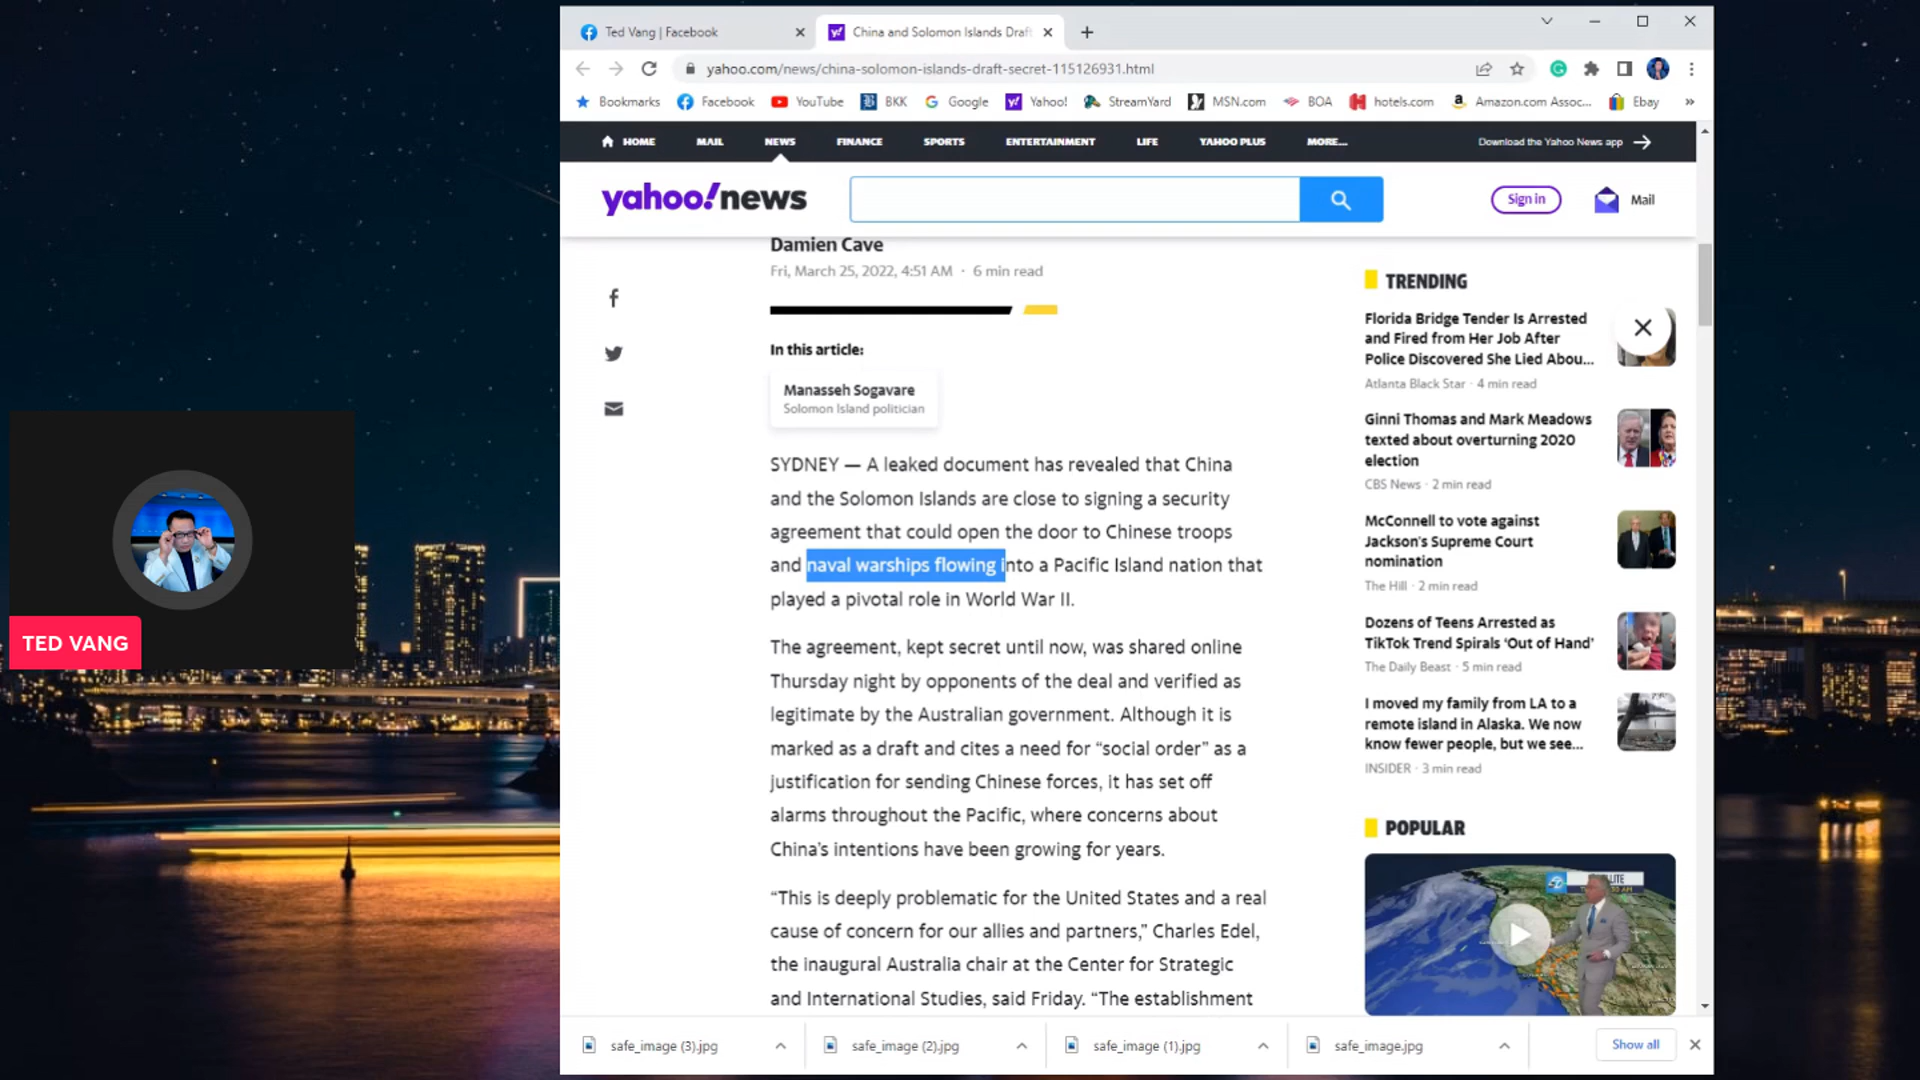 Ted Vang | Facebook
China and Solomon Islands Draft
yahoo.com/news/china-solomon-islands-draft-secret-115126931.html
Bookmarks Facebook YouTube BKK Google Yahoo! StreamYard MSN.com BOA hotels.com Amazon.com Assoc... Ebay »
HOME MAIL NEWS FINANCE SPORTS ENTERTAINMENT LIFE YAHOO PLUS MORE... Download the Yahoo News app
yahoo!news
Sign in
Mail
Damien Cave
Fri, March 25, 2022, 4:51 AM · 6 min read
In this article:
Manasseh Sogavare
Solomon Island politician
SYDNEY — A leaked document has revealed that China
and the Solomon Islands are close to signing a security
agreement that could open the door to Chinese troops
and naval warships flowing into a Pacific Island nation that
played a pivotal role in World War II.
The agreement, kept secret until now, was shared online
Thursday night by opponents of the deal and verified as
legitimate by the Australian government. Although it is
marked as a draft and cites a need for “social order” as a
justification for sending Chinese forces, it has set off
alarms throughout the Pacific, where concerns about
China’s intentions have been growing for years.
“This is deeply problematic for the United States and a real
cause of concern for our allies and partners,” Charles Edel,
the inaugural Australia chair at the Center for Strategic
and International Studies, said Friday. “The establishment
TRENDING
Florida Bridge Tender Is Arrested
and Fired from Her Job After
Police Discovered She Lied Abou...
Atlanta Black Star · 4 min read
Ginni Thomas and Mark Meadows
texted about overturning 2020
election
CBS News · 2 min read
McConnell to vote against
Jackson’s Supreme Court
nomination
The Hill · 2 min read
Dozens of Teens Arrested as
TikTok Trend Spirals ‘Out of Hand’
The Daily Beast · 5 min read
I moved my family from LA to a
remote island in Alaska. We now
know fewer people, but we see...
INSIDER · 3 min read
POPULAR
TED VANG
safe_image (3).jpg
safe_image (2).jpg
safe_image (1).jpg
safe_image.jpg
Show all